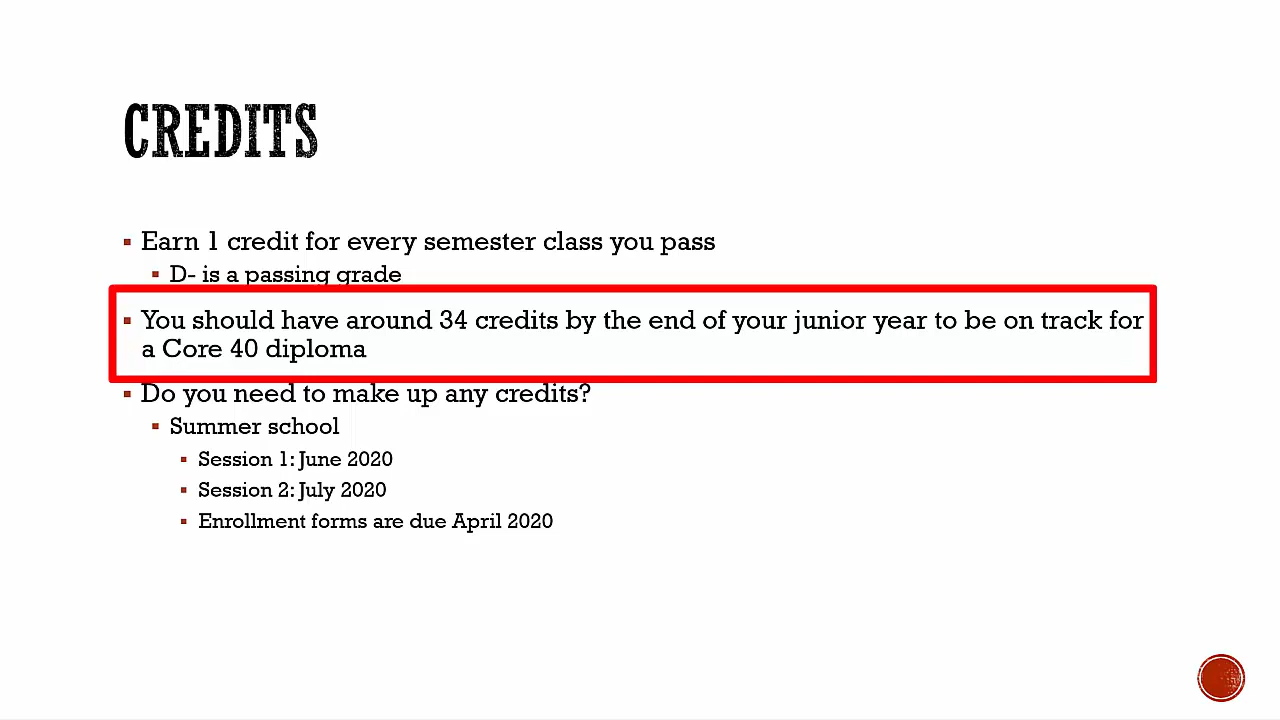 CREDITS
Earn 1 credit for every semester class you pass
D- is a passing grade
You should have around 34 credits by the end of your junior year to be on track for
a Core 40 diploma
Do you need to make up any credits?
Summer school
Session 1: June 2020
Session 2: July 2020
Enrollment forms are due April 2020